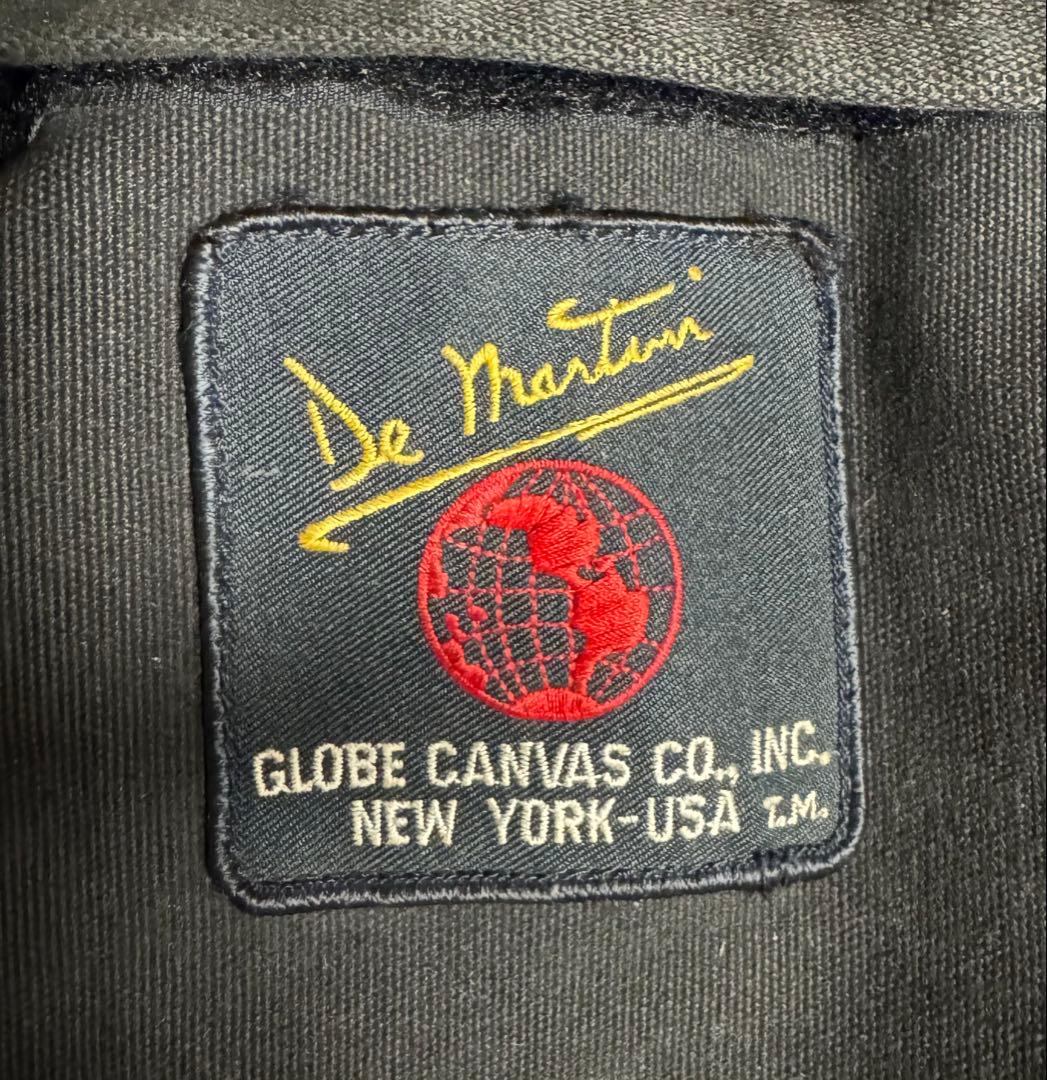 De Martini
GLOBE CANVAS CO., INC.
NEW YORK-USA T.M.